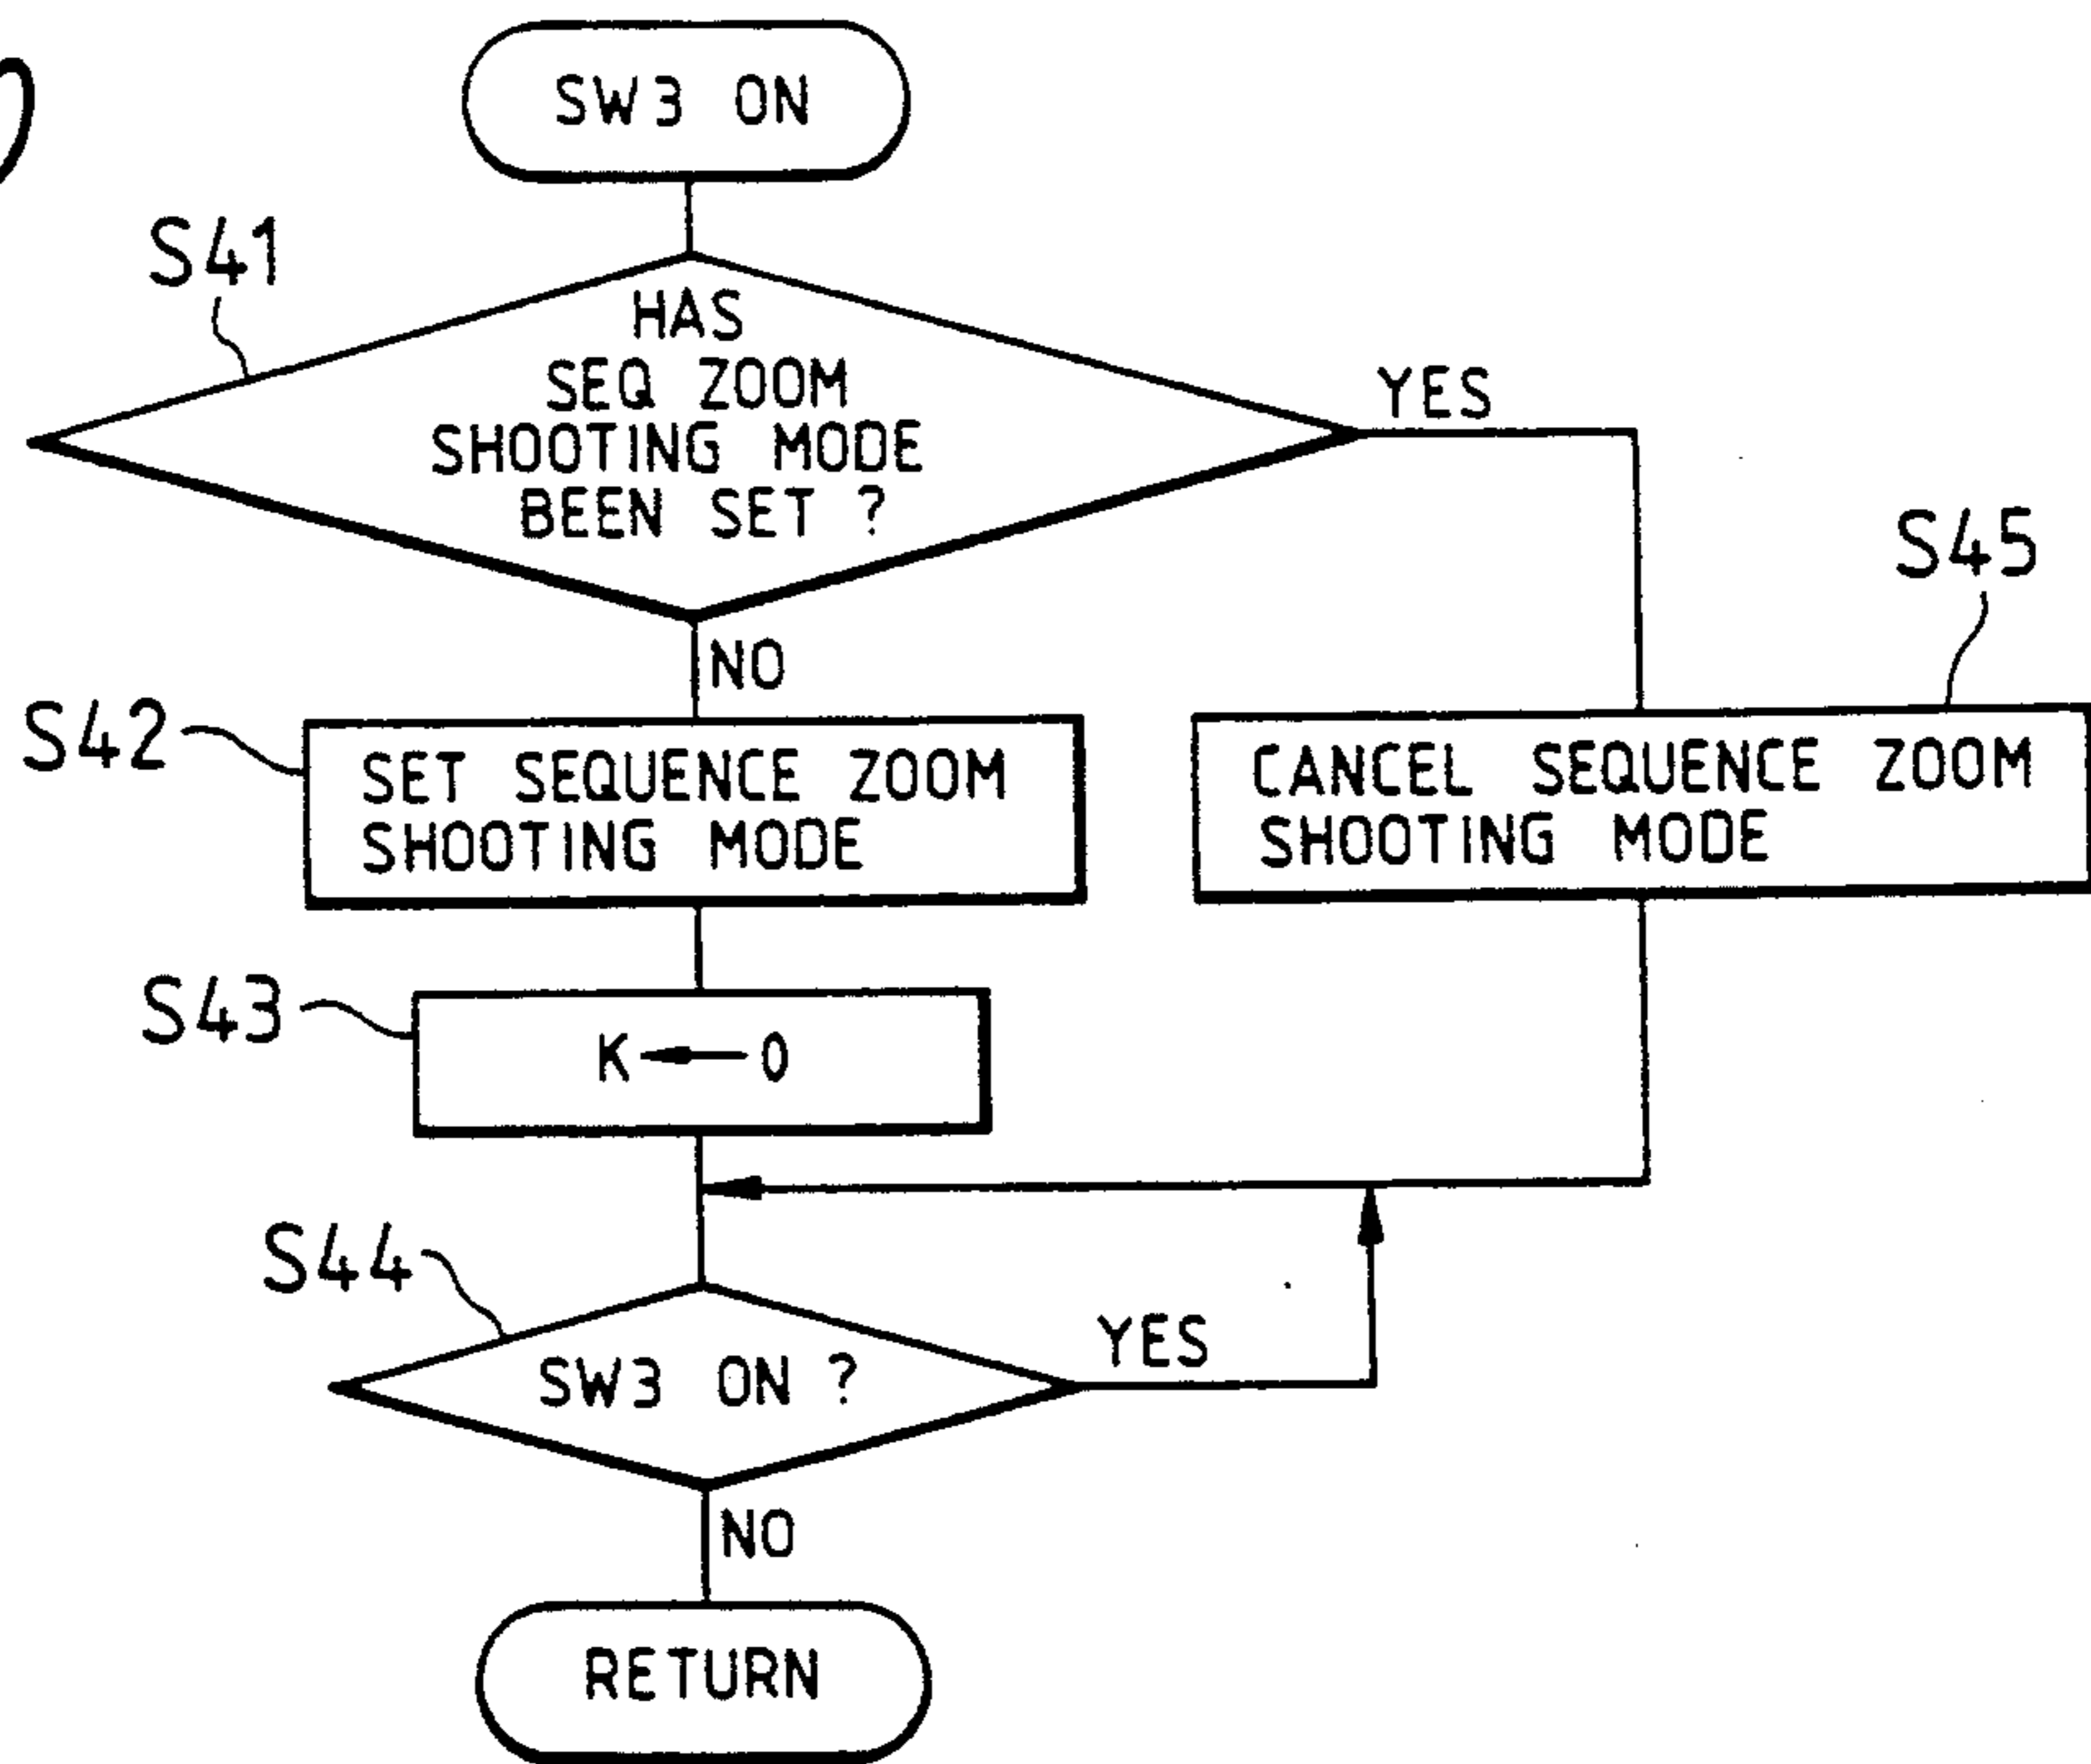 SW3 ON
S41
HAS
SEQ ZOOM
SHOOTING MODE
BEEN SET ?
YES
NO
S42
SET SEQUENCE ZOOM
SHOOTING MODE
S45
CANCEL SEQUENCE ZOOM
SHOOTING MODE
S43
K ← 0
S44
SW3 ON ?
YES
NO
RETURN